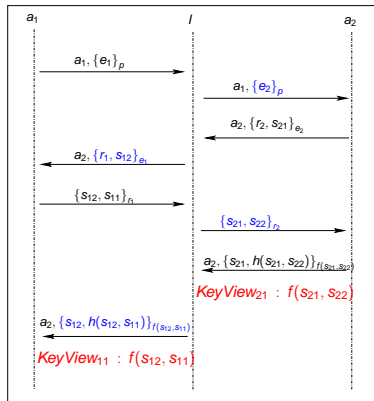 a₁ I a₂
a₁, {e₁}ₚ
a₁, {e₂}ₚ
a₂, {r₂, s₂₁}ₑ₂
a₂, {r₁, s₁₂}ₑ₁
{s₁₂, s₁₁}ᵣ₁
{s₂₁, s₂₂}ᵣ₂
a₂, {s₂₁, h(s₂₁, s₂₂)}f(s₂₁,s₂₂)
KeyView₂₁ : f(s₂₁, s₂₂)
a₂, {s₁₂, h(s₁₂, s₁₁)}f(s₁₂,s₁₁)
KeyView₁₁ : f(s₁₂, s₁₁)